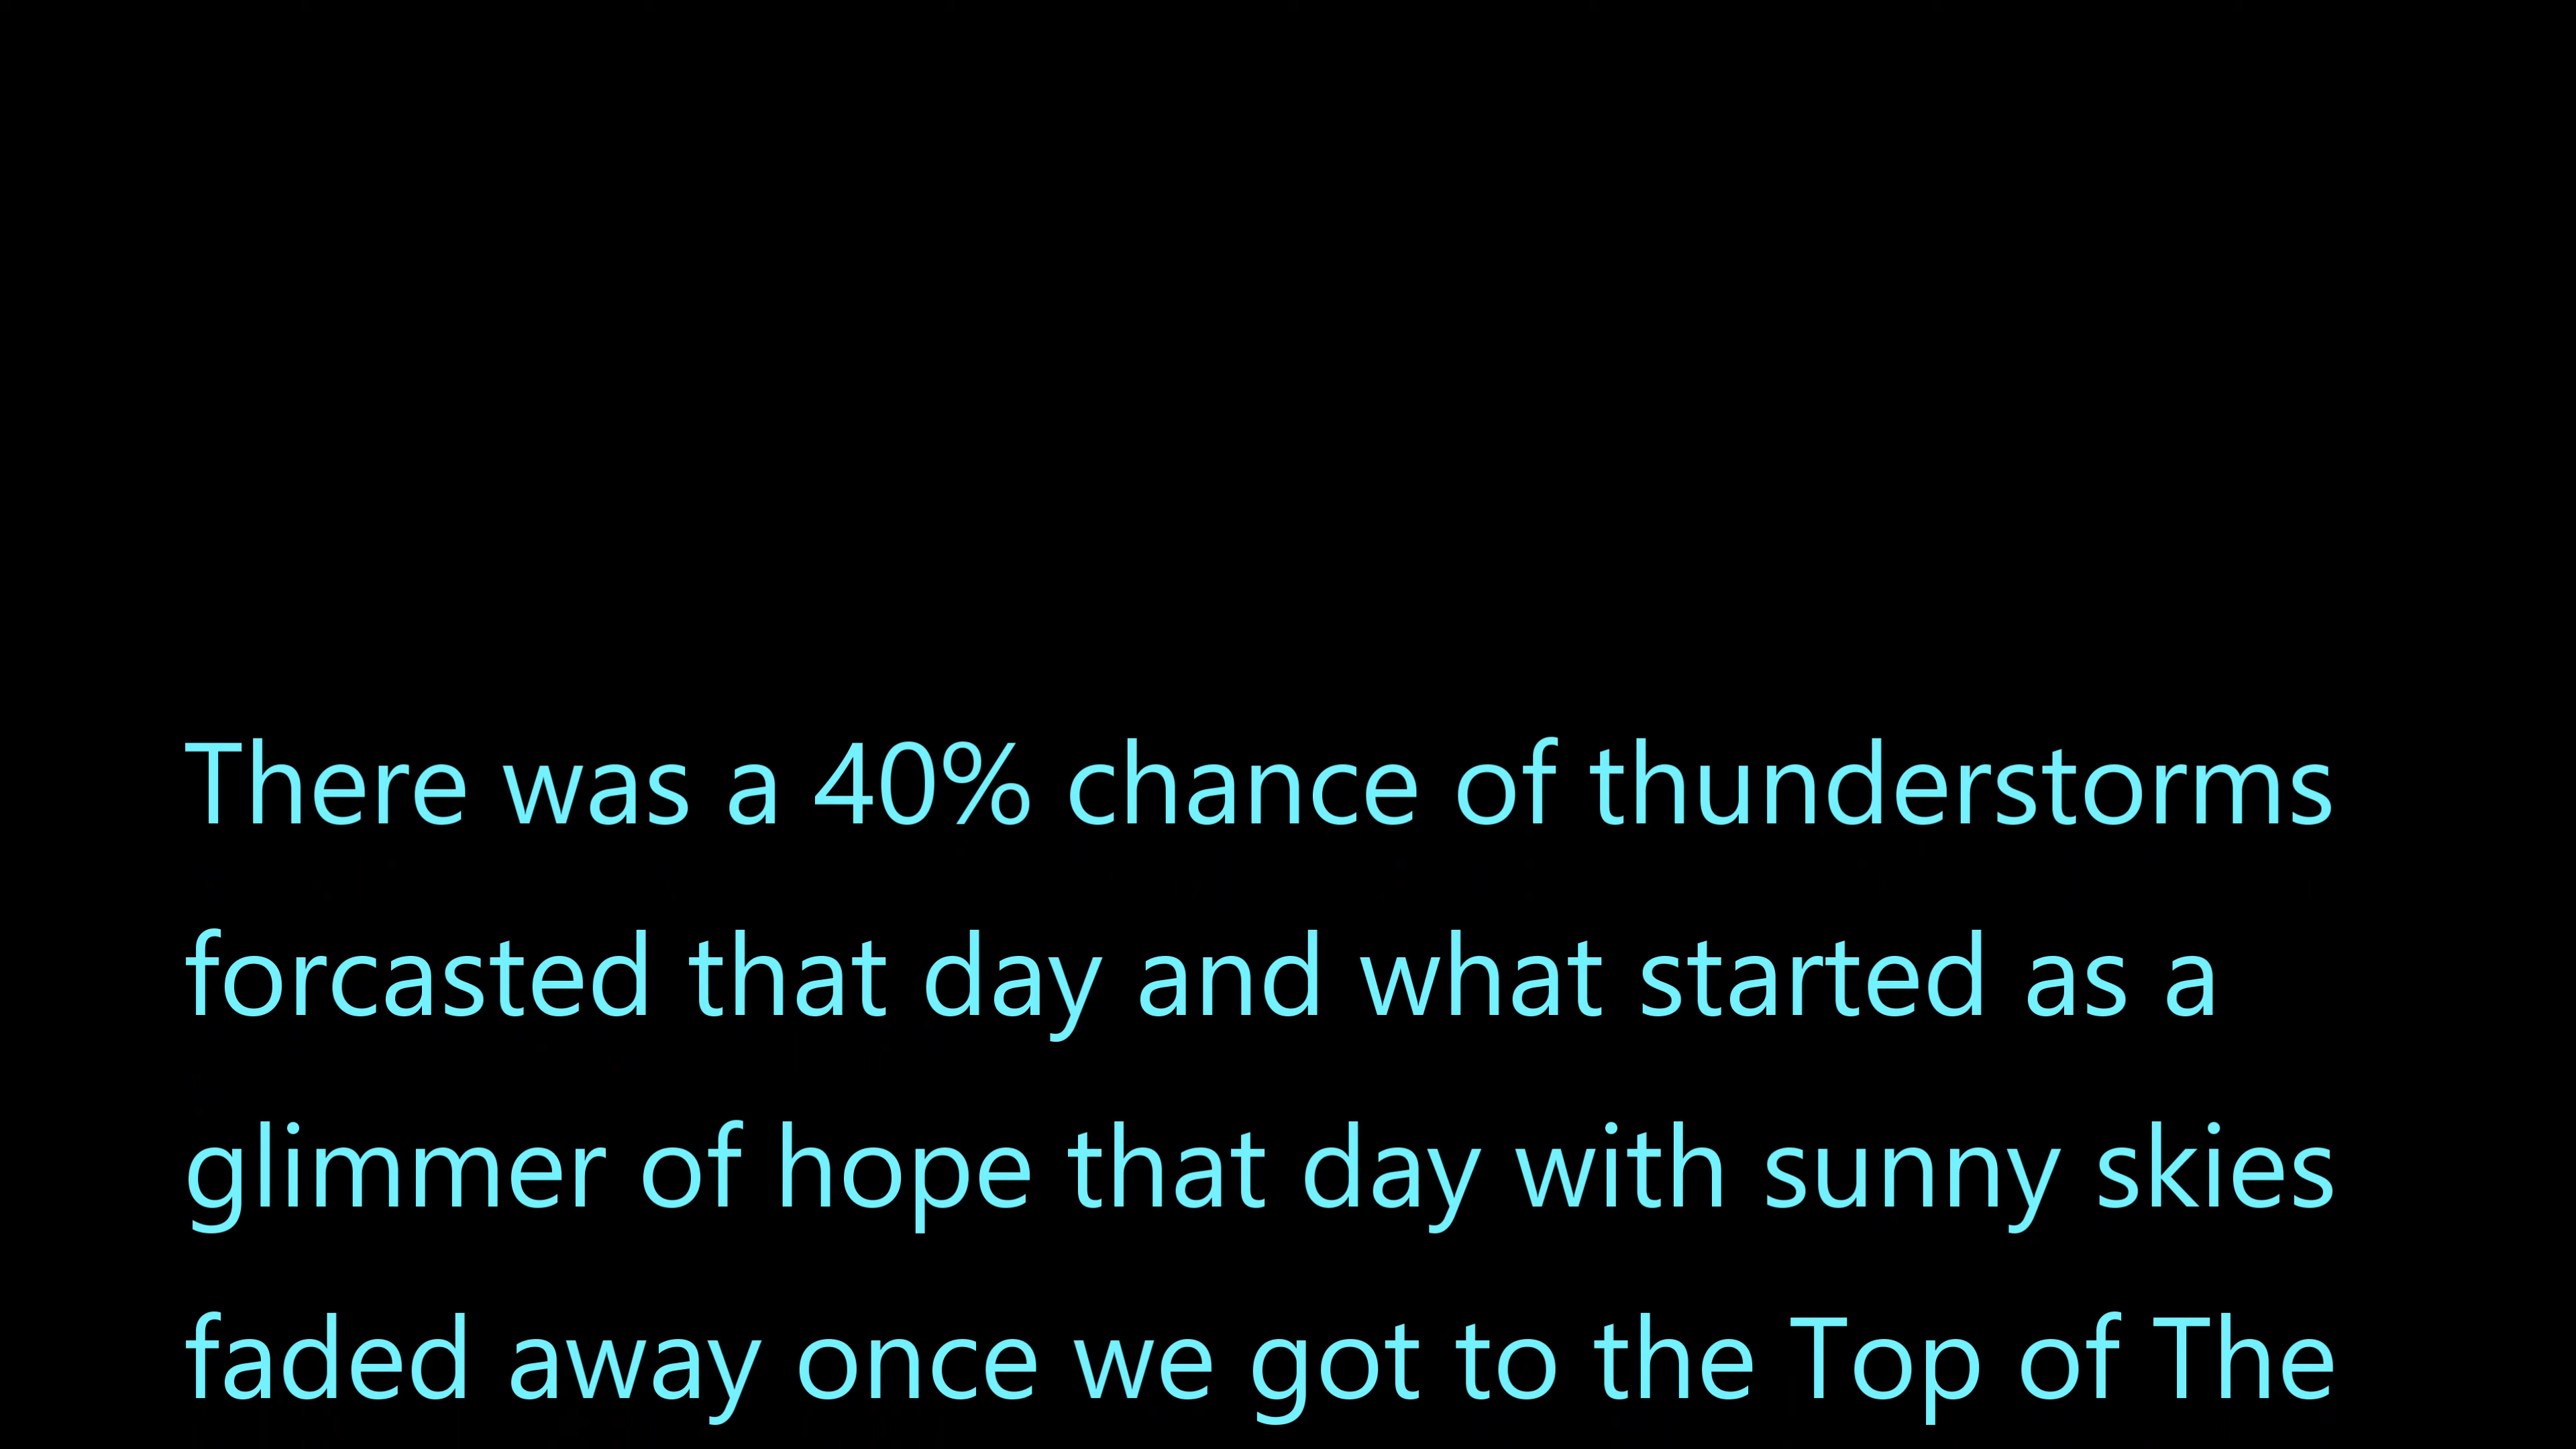 There was a 40% chance of thunderstorms
forcasted that day and what started as a
glimmer of hope that day with sunny skies
faded away once we got to the Top of The